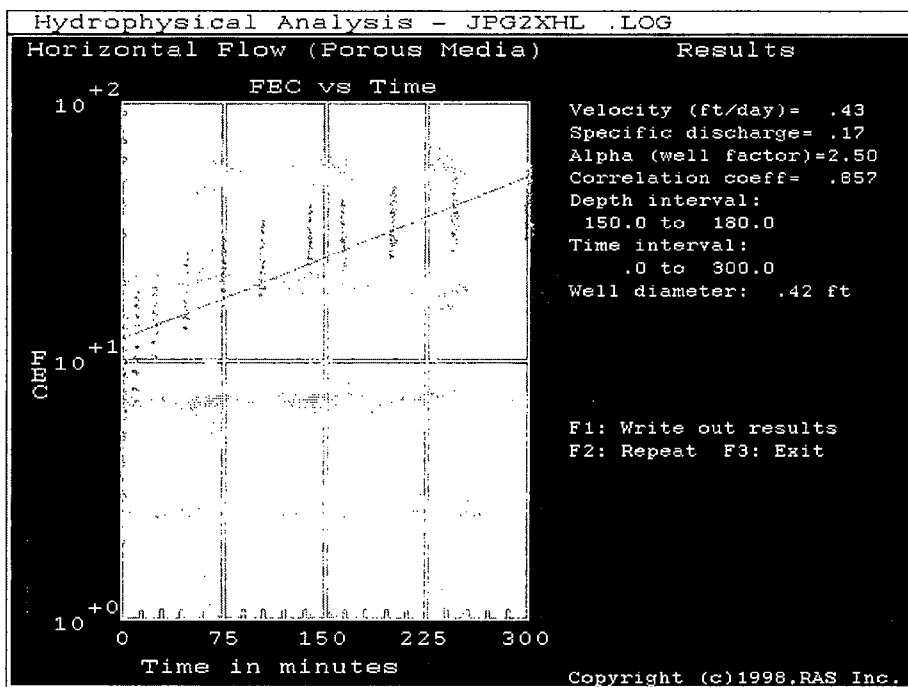 Hydrophysical Analysis - JPG2XHL .LOG
Horizontal Flow (Porous Media)
Results
FEC vs Time
10+2
10+1
10+0
FEC
0 75 150 225 300
Time in minutes
Velocity (ft/day)= .43
Specific discharge= .17
Alpha (well factor)=2.50
Correlation coeff= .857
Depth interval:
150.0 to 180.0
Time interval:
.0 to 300.0
Well diameter: .42 ft
F1: Write out results
F2: Repeat F3: Exit
Copyright (c)1998,RAS Inc.